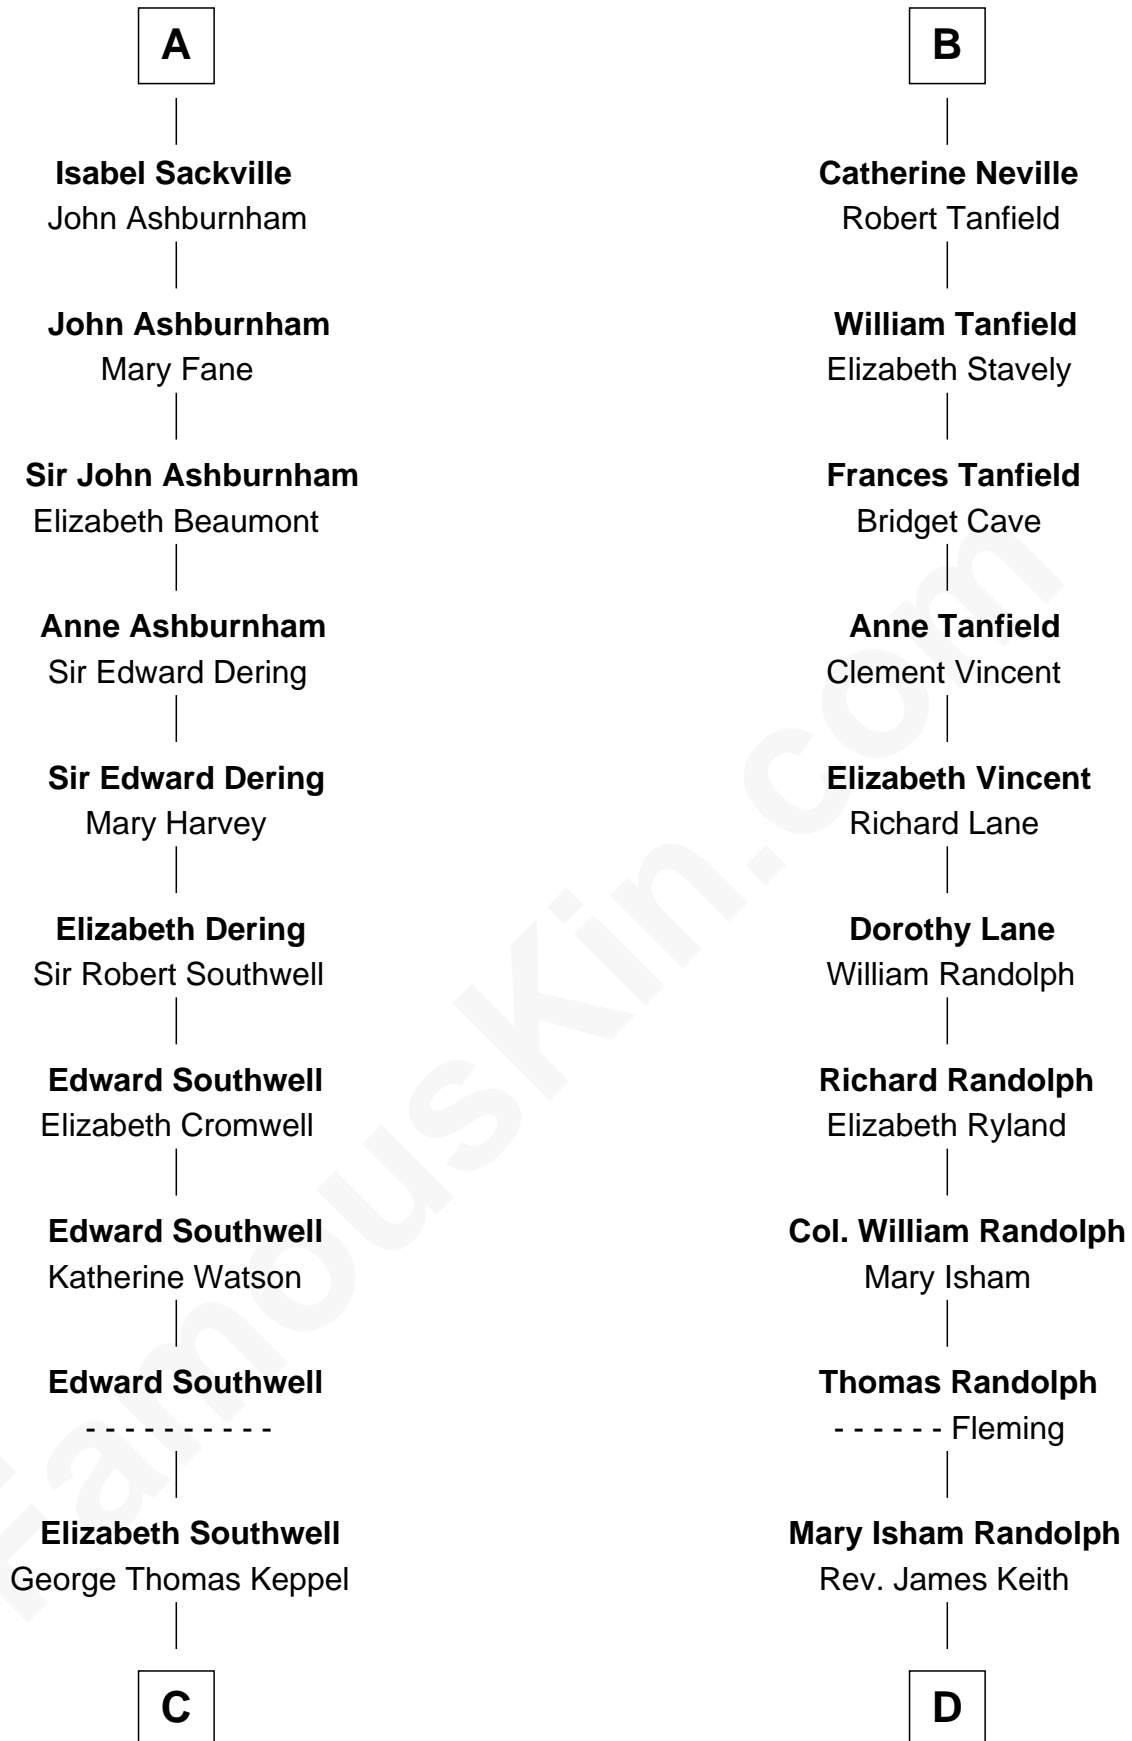 A
Isabel Sackville
John Ashburnham
John Ashburnham
Mary Fane
Sir John Ashburnham
Elizabeth Beaumont
Anne Ashburnham
Sir Edward Dering
Sir Edward Dering
Mary Harvey
Elizabeth Dering
Sir Robert Southwell
Edward Southwell
Elizabeth Cromwell
Edward Southwell
Katherine Watson
Edward Southwell
- - - - - - - - - -
Elizabeth Southwell
George Thomas Keppel
C
B
Catherine Neville
Robert Tanfield
William Tanfield
Elizabeth Stavely
Frances Tanfield
Bridget Cave
Anne Tanfield
Clement Vincent
Elizabeth Vincent
Richard Lane
Dorothy Lane
William Randolph
Richard Randolph
Elizabeth Ryland
Col. William Randolph
Mary Isham
Thomas Randolph
- - - - - - Fleming
Mary Isham Randolph
Rev. James Keith
D
FamousKin.com